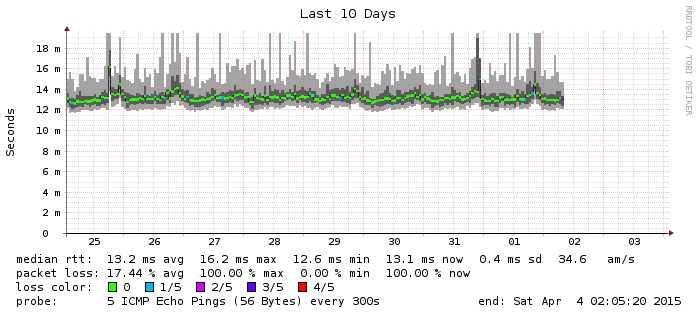 Last 10 Days
RRDTOOL / TOBI OETIKER
Seconds
18 m
16 m
14 m
12 m
10 m
8 m
6 m
4 m
2 m
0
25 26 27 28 29 30 31 01 02 03
median rtt: 13.2 ms avg 16.2 ms max 12.6 ms min 13.1 ms now 0.4 ms sd 34.6 am/s
packet loss: 17.44 % avg 100.00 % max 0.00 % min 100.00 % now
loss color: 0 1/5 2/5 3/5 4/5
probe: 5 ICMP Echo Pings (56 Bytes) every 300s end: Sat Apr 4 02:05:20 2015